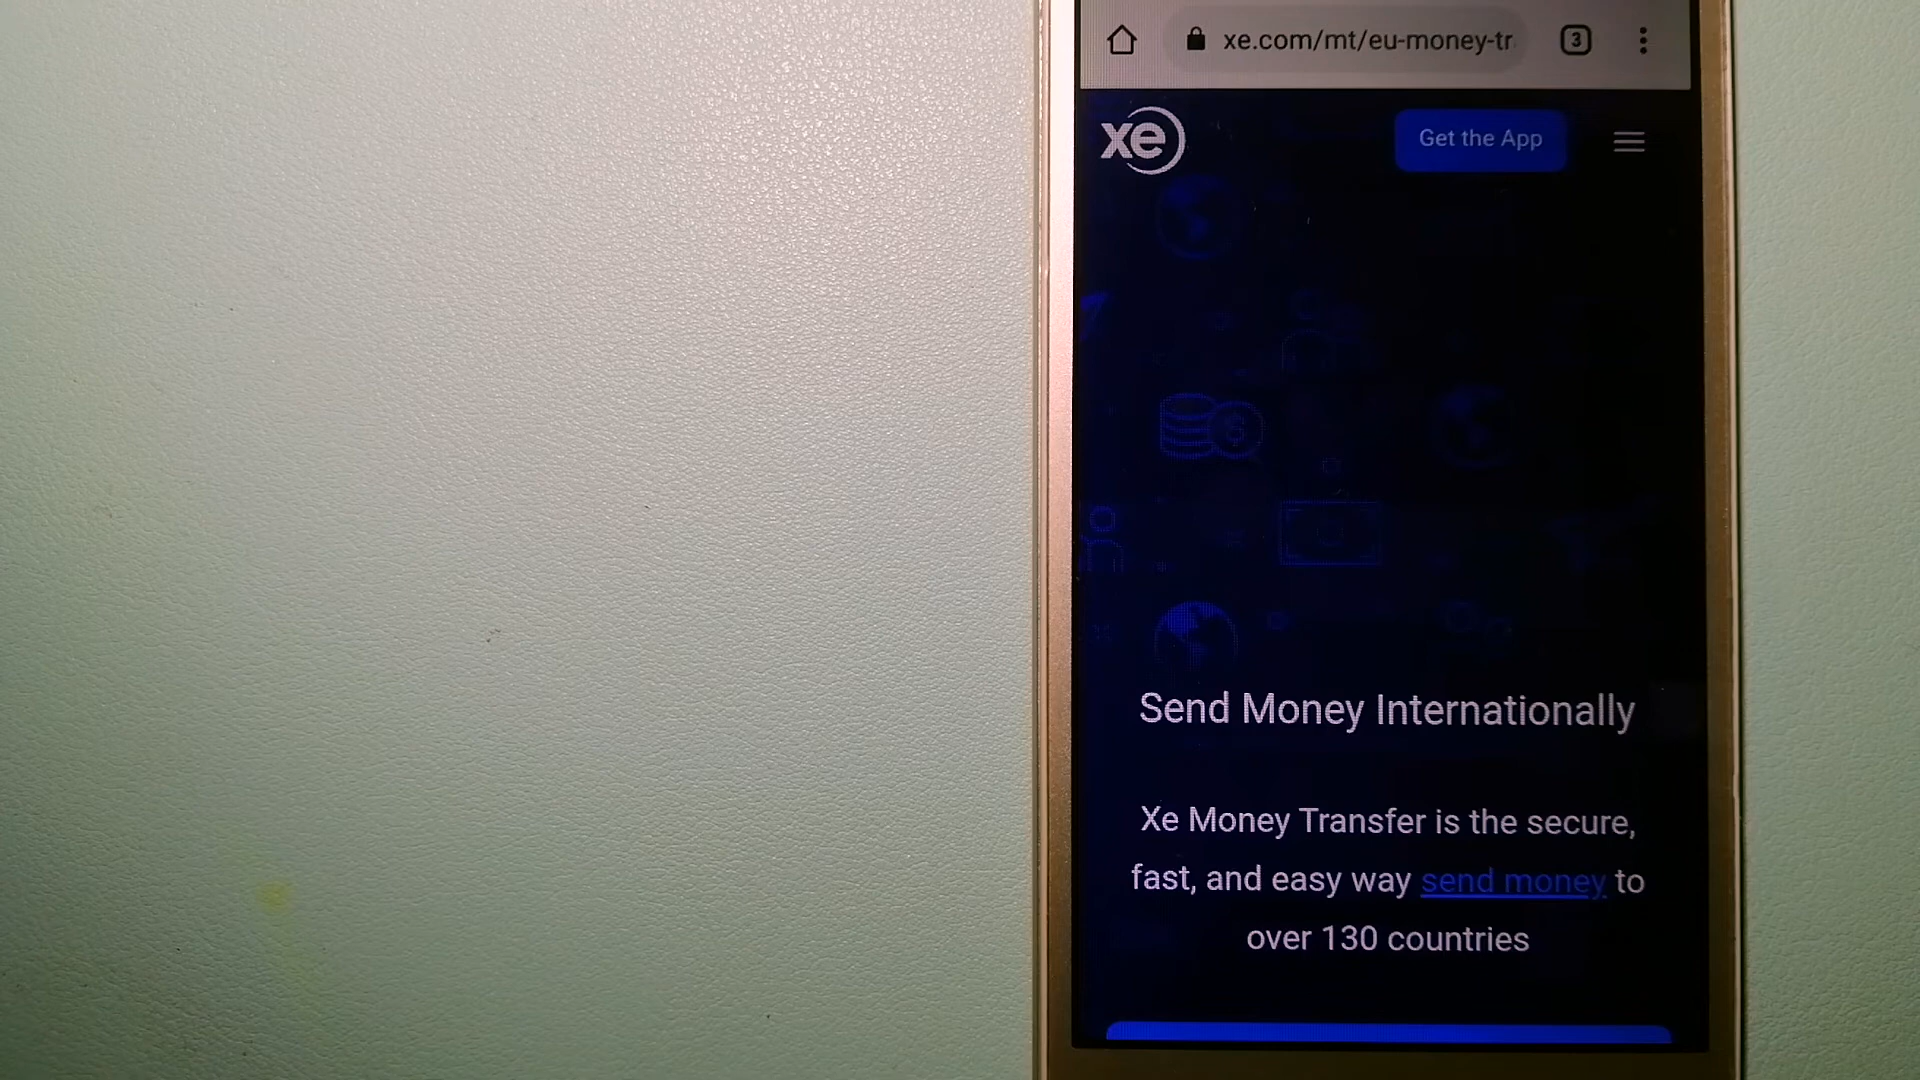 xe.com/mt/eu-money-tr
3
xe
Get the App
Send Money Internationally
Xe Money Transfer is the secure,
fast, and easy way send money to
over 130 countries